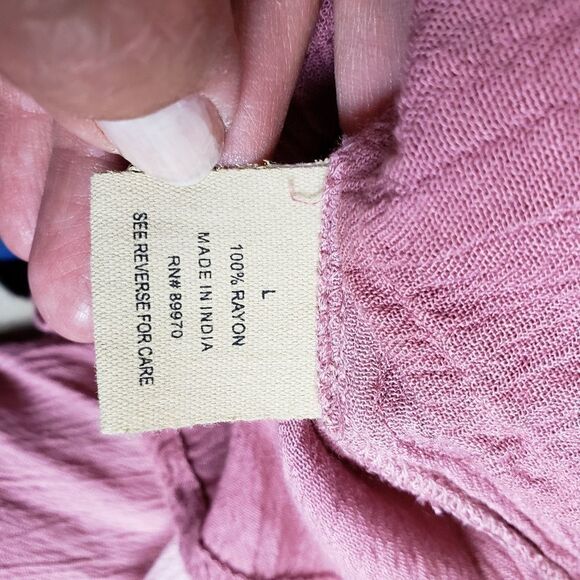 L
100% RAYON
MADE IN INDIA
RN# 89970
SEE REVERSE FOR CARE